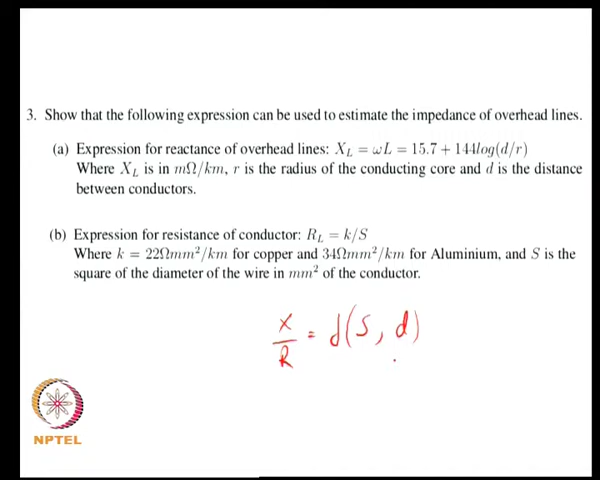 3. Show that the following expression can be used to estimate the impedance of overhead lines.
(a) Expression for reactance of overhead lines: X_L = ωL = 15.7 + 144log(d/r)
Where X_L is in mΩ/km, r is the radius of the conducting core and d is the distance
between conductors.
(b) Expression for resistance of conductor: R_L = k/S
Where k = 22Ωmm²/km for copper and 34Ωmm²/km for Aluminium, and S is the
square of the diameter of the wire in mm² of the conductor.
X/R = f(S, d)
NPTEL